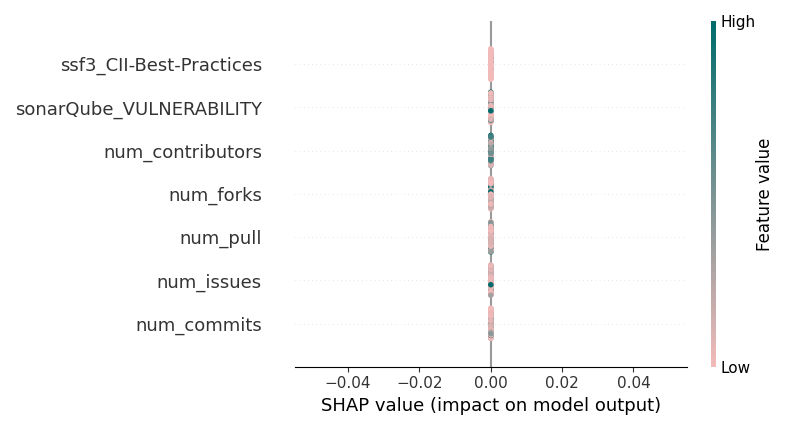 High
ssf3_CII-Best-Practices
sonarQube_VULNERABILITY
num_contributors
num_forks
num_pull
num_issues
num_commits
Feature value
Low
−0.04 −0.02 0.00 0.02 0.04
SHAP value (impact on model output)